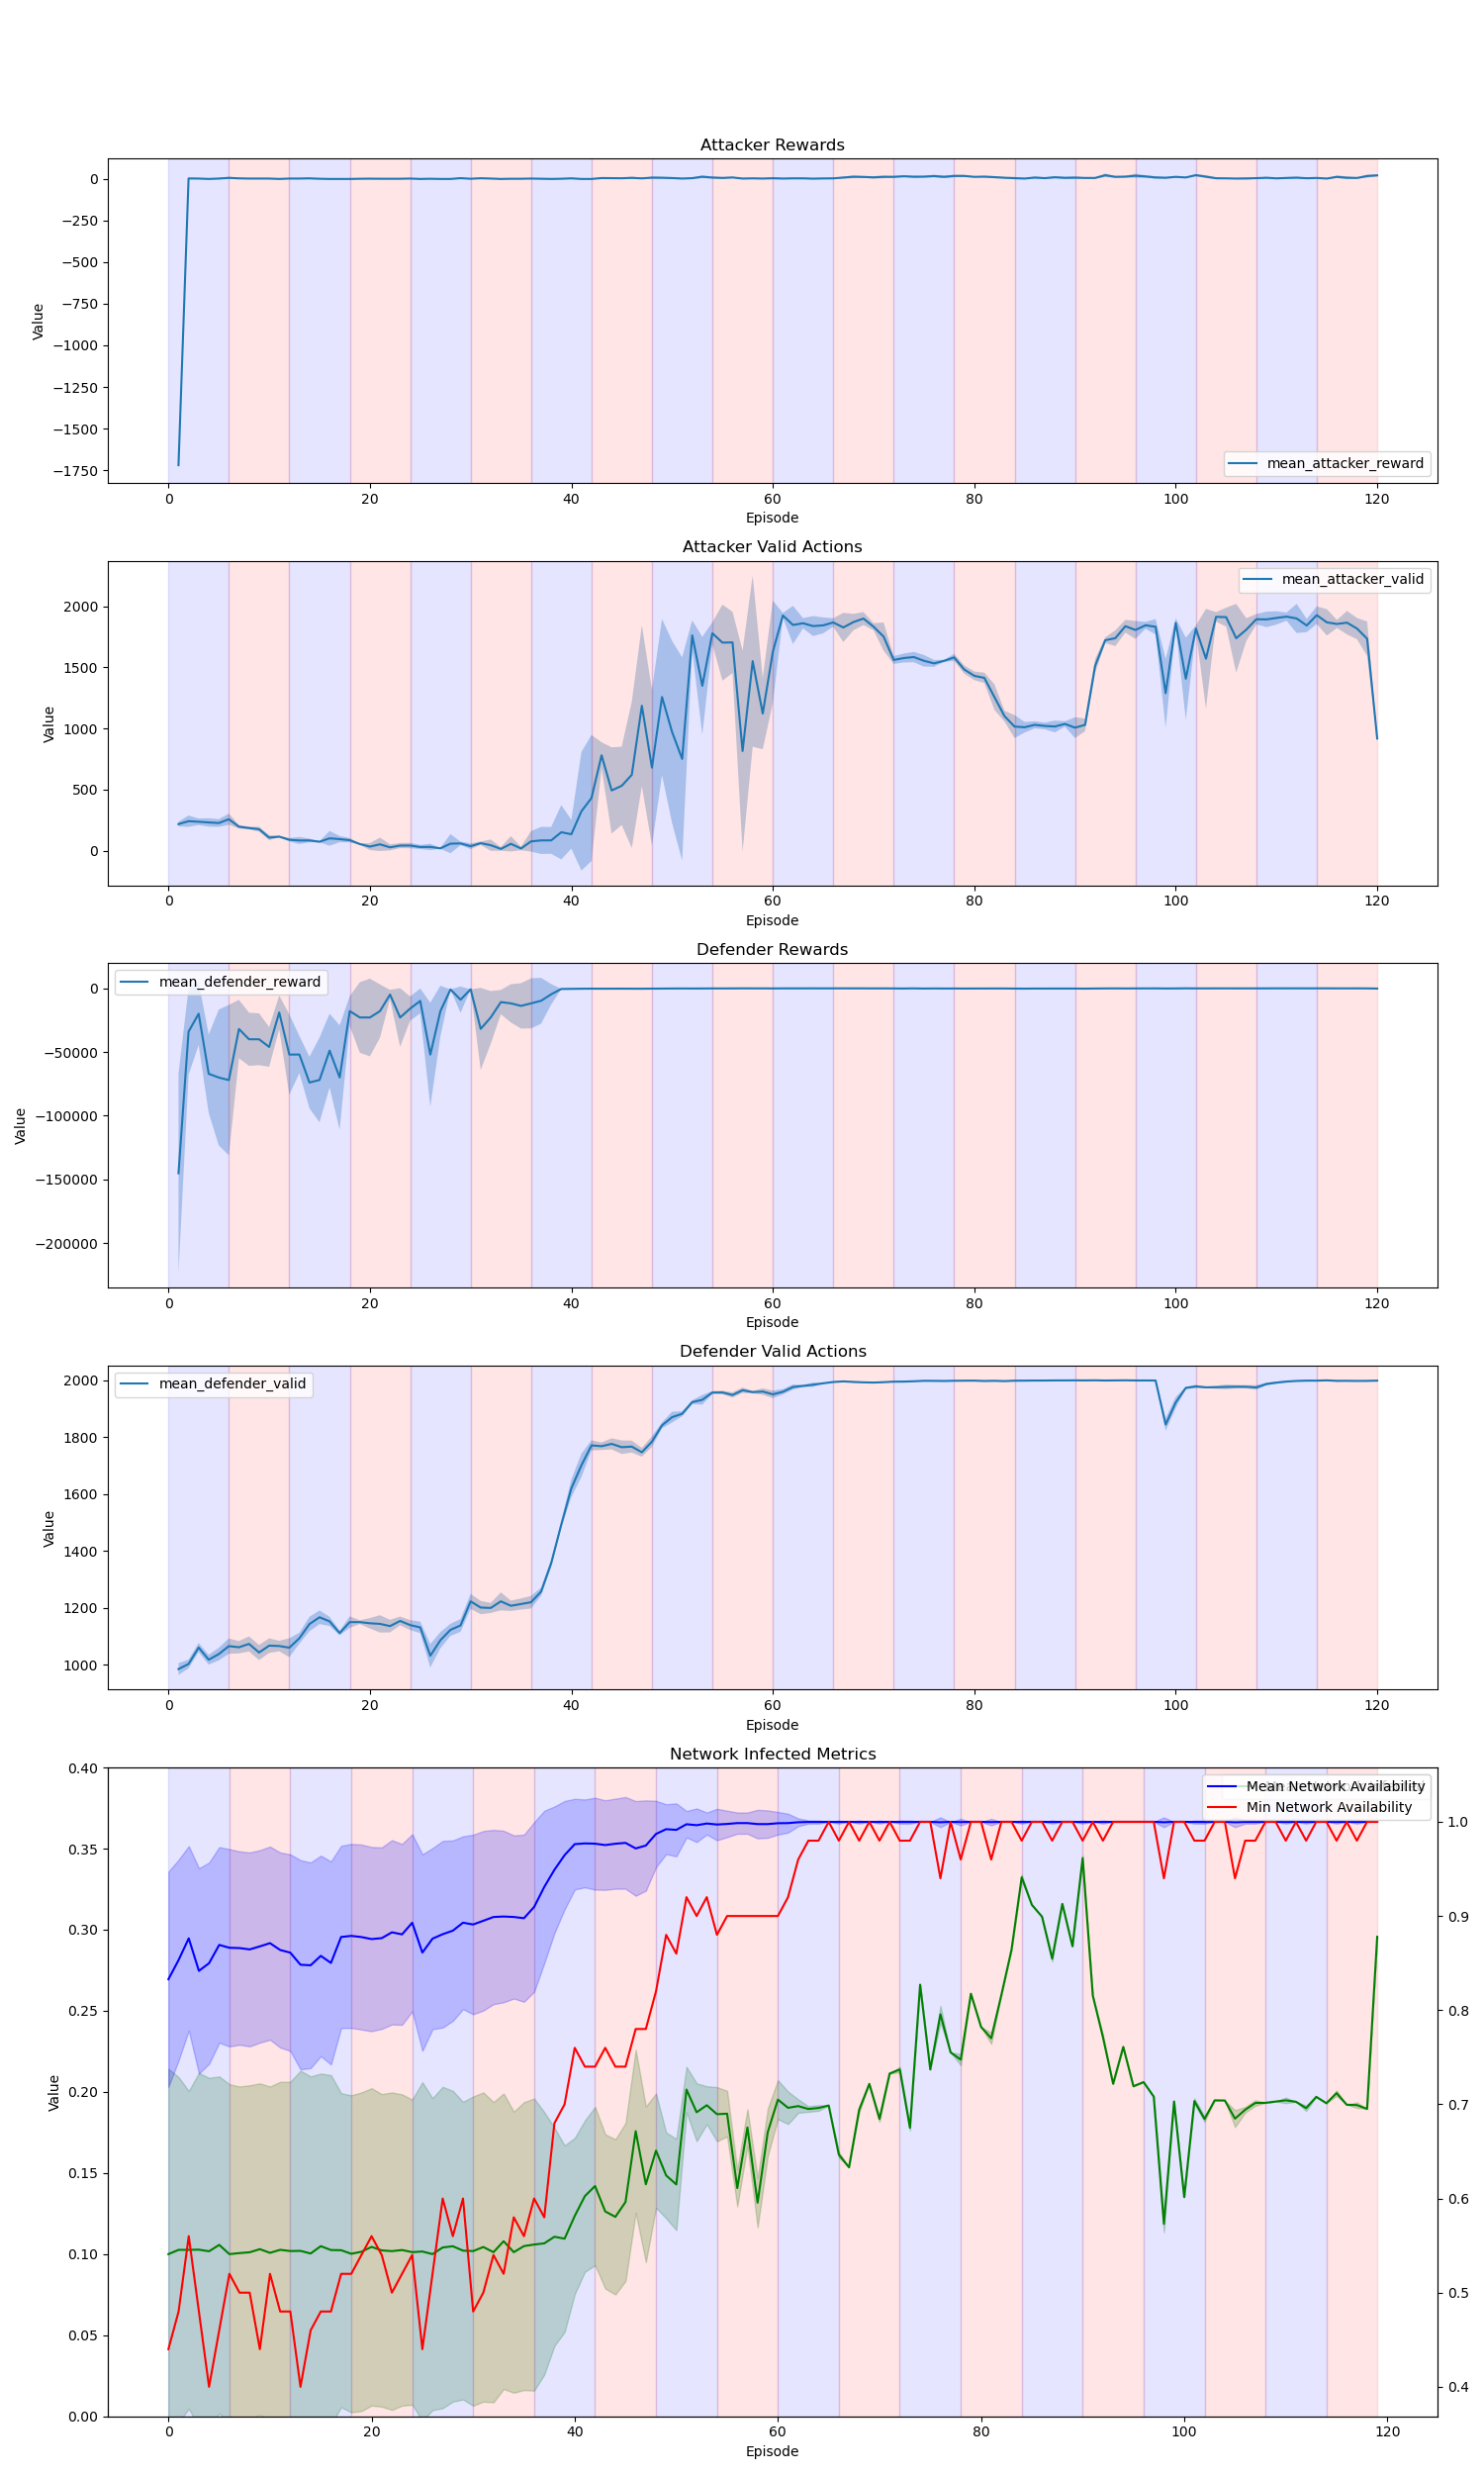 Attacker Rewards
0
−250
−500
−750
−1000
−1250
−1500
−1750
Value
mean_attacker_reward
0 20 40 60 80 100 120
Episode
Attacker Valid Actions
mean_attacker_valid
2000
1500
1000
500
0
Value
0 20 40 60 80 100 120
Episode
Defender Rewards
mean_defender_reward
0
−50000
−100000
−150000
−200000
Value
0 20 40 60 80 100 120
Episode
Defender Valid Actions
mean_defender_valid
2000
1800
1600
1400
1200
1000
Value
0 20 40 60 80 100 120
Episode
Network Infected Metrics
Mean Network Availability
Min Network Availability
0.40
0.35
0.30
0.25
0.20
0.15
0.10
0.05
0.00
Value
1.0
0.9
0.8
0.7
0.6
0.5
0.4
0 20 40 60 80 100 120
Episode